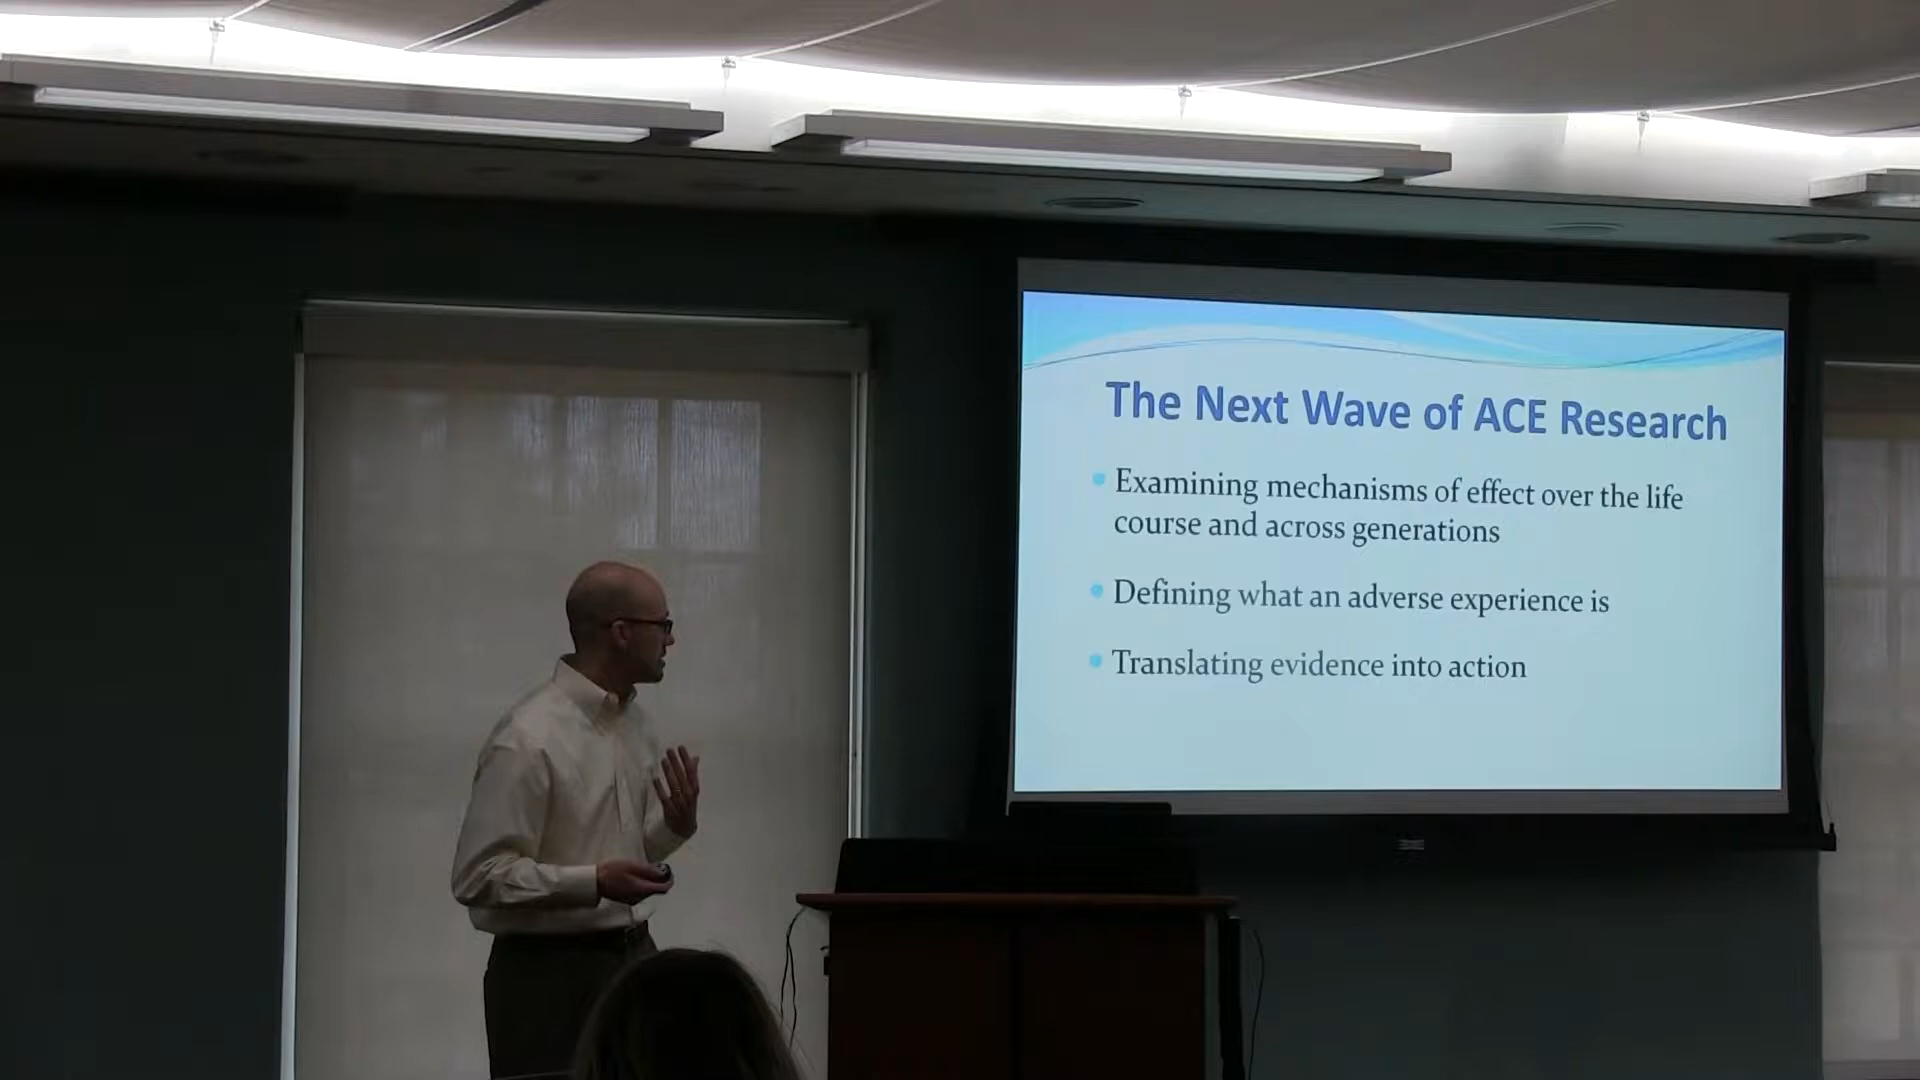 The Next Wave of ACE Research
Examining mechanisms of effect over the life
course and across generations
Defining what an adverse experience is
Translating evidence into action